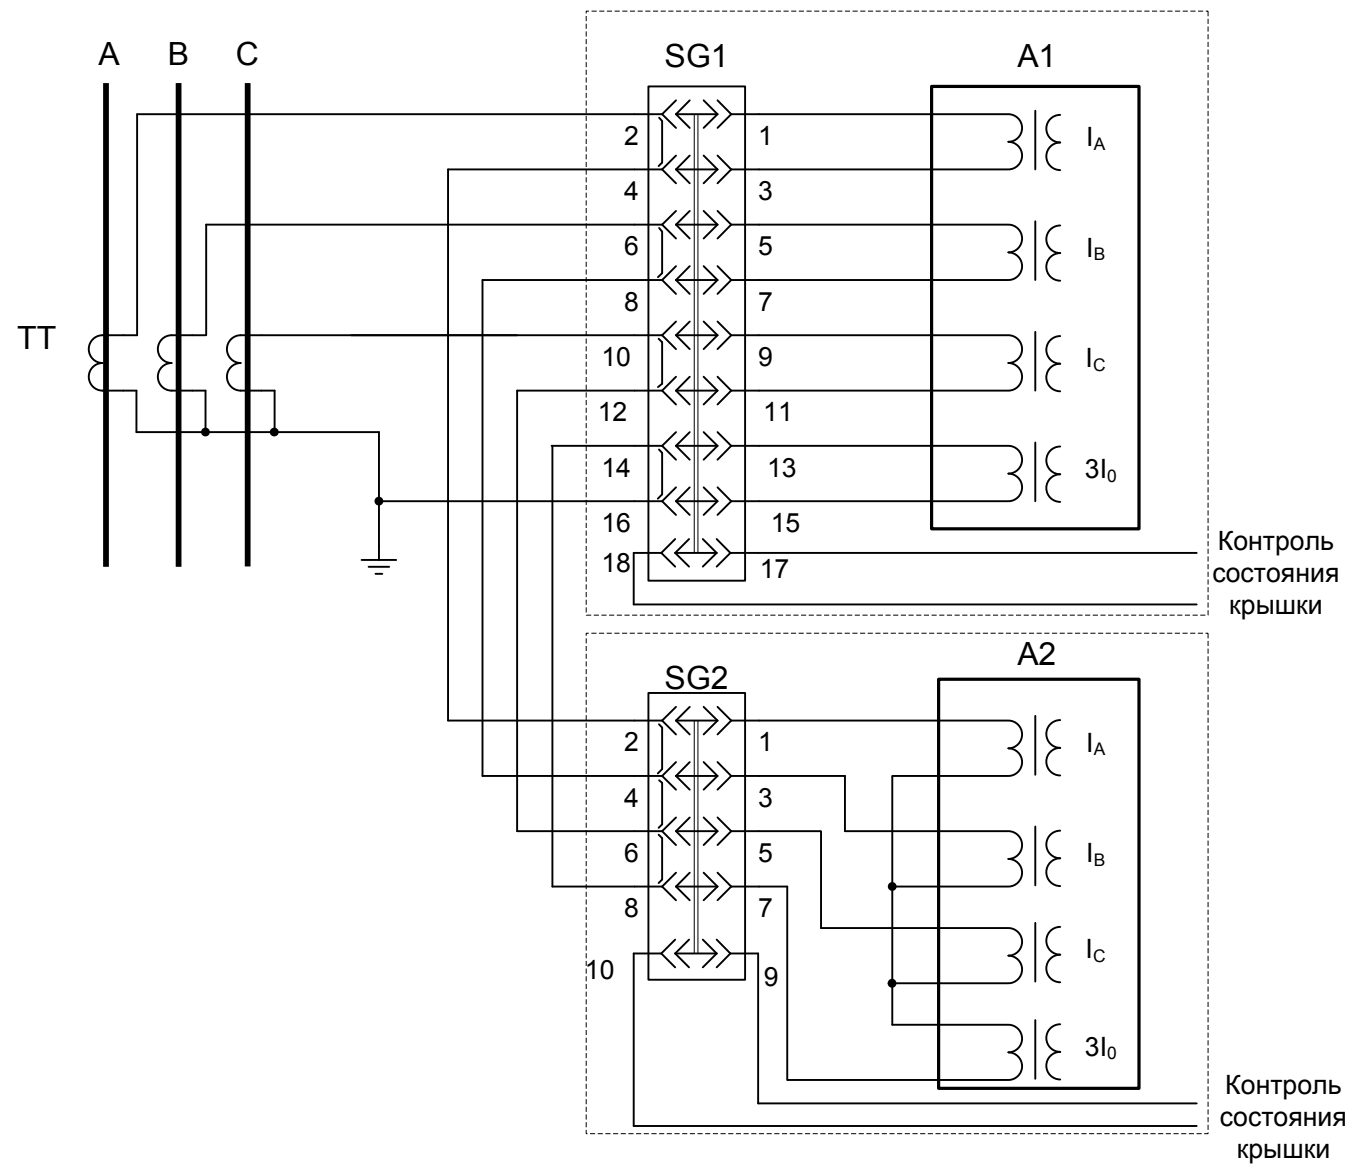 A B C
SG1
A1
2 1
I_A
4 3
6 5
I_B
8 7
ТТ
10 9
I_C
12 11
14 13
3I_0
16 15
18 17
Контроль
состояния
крышки
SG2
A2
2 1
I_A
4 3
6 5
I_B
8 7
I_C
10 9
3I_0
Контроль
состояния
крышки